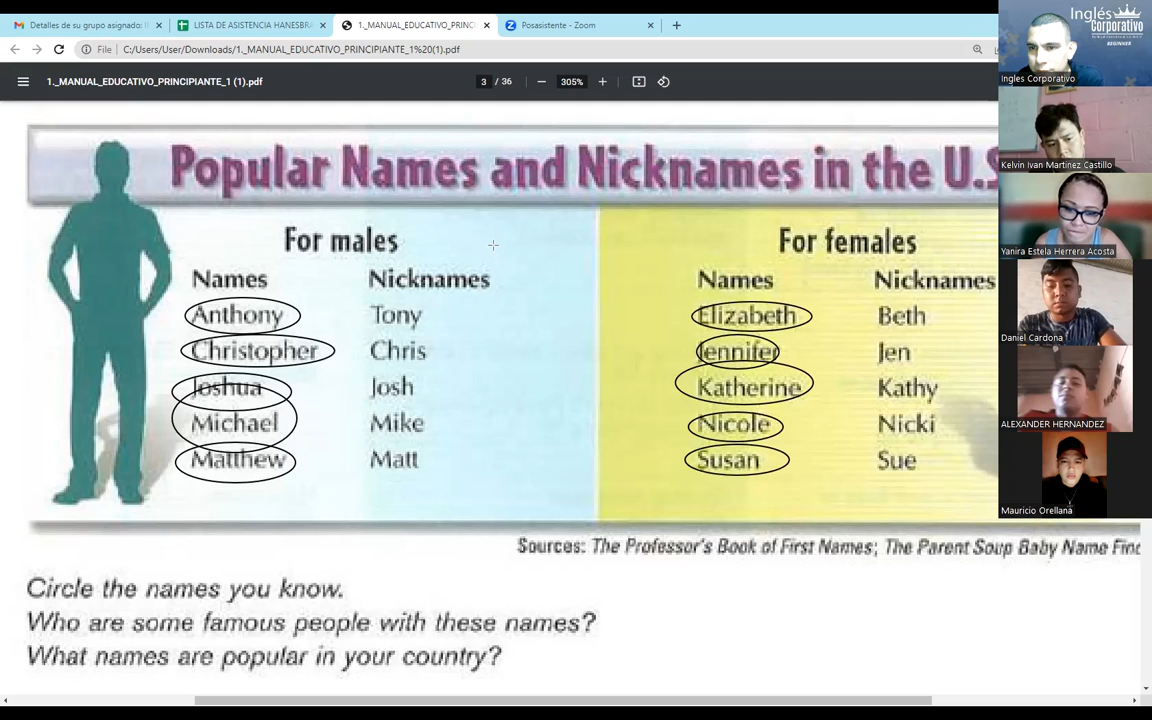 Detalles de su grupo asignado:
LISTA DE ASISTENCIA HANESBRA
1._MANUAL_EDUCATIVO_PRINCI
Posasistente - Zoom
File
C:/Users/User/Downloads/1._MANUAL_EDUCATIVO_PRINCIPIANTE_1%20(1).pdf
1._MANUAL_EDUCATIVO_PRINCIPIANTE_1 (1).pdf
3 / 36
305%
Popular Names and Nicknames in the U.S
For males
For females
Names Nicknames
Names Nicknames
Anthony Tony
Elizabeth Beth
Christopher Chris
Jennifer Jen
Joshua Josh
Katherine Kathy
Michael Mike
Nicole Nicki
Matthew Matt
Susan Sue
Sources: The Professor's Book of First Names; The Parent Soup Baby Name Find
Circle the names you know.
Who are some famous people with these names?
What names are popular in your country?
Inglés
Corporativo
BEGINNER
Ingles Corporativo
Kelvin Ivan Martinez Castillo
Yanira Estela Herrera Acosta
Daniel Cardona
ALEXANDER HERNANDEZ
Mauricio Orellana